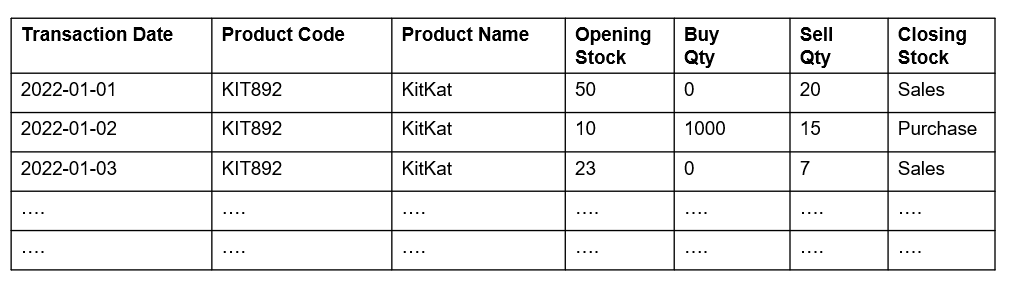 Transaction Date Product Code Product Name Opening Stock Buy Qty Sell Qty Closing Stock
2022-01-01 KIT892 KitKat 50 0 20 Sales
2022-01-02 KIT892 KitKat 10 1000 15 Purchase
2022-01-03 KIT892 KitKat 23 0 7 Sales
.... .... .... .... .... .... ....
.... .... .... .... .... .... ....